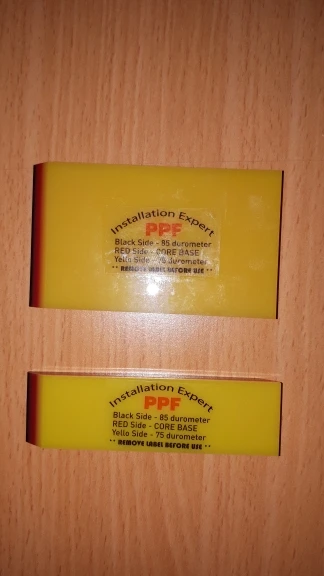 Installation Expert
PPF
Black Side - 85 durometer
RED Side - CORE BASE
Yello Side - 75 durometer
** REMOVE LABEL BEFORE USE **
Installation Expert
PPF
Black Side - 85 durometer
RED Side - CORE BASE
Yello Side - 75 durometer
** REMOVE LABEL BEFORE USE **